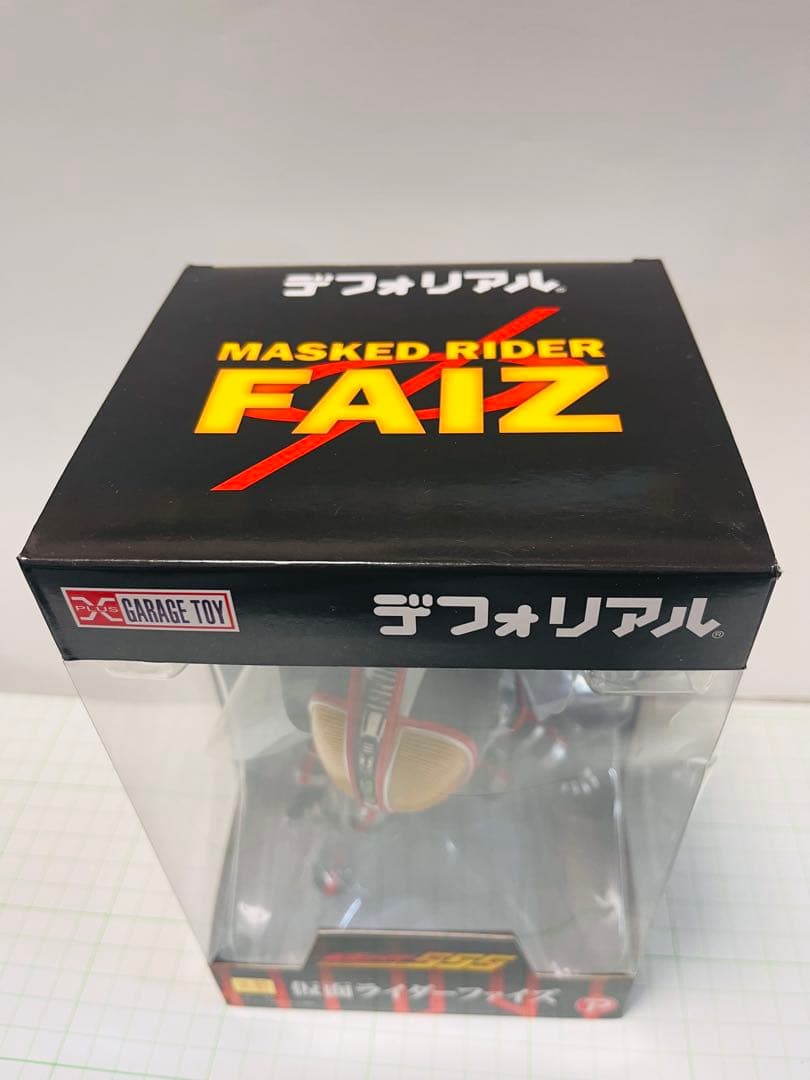 デフォリアル®
MASKED RIDER
FAIZ
X PLUS GARAGE TOY
デフォリアル®
555
仮面ライダーファイズ
P